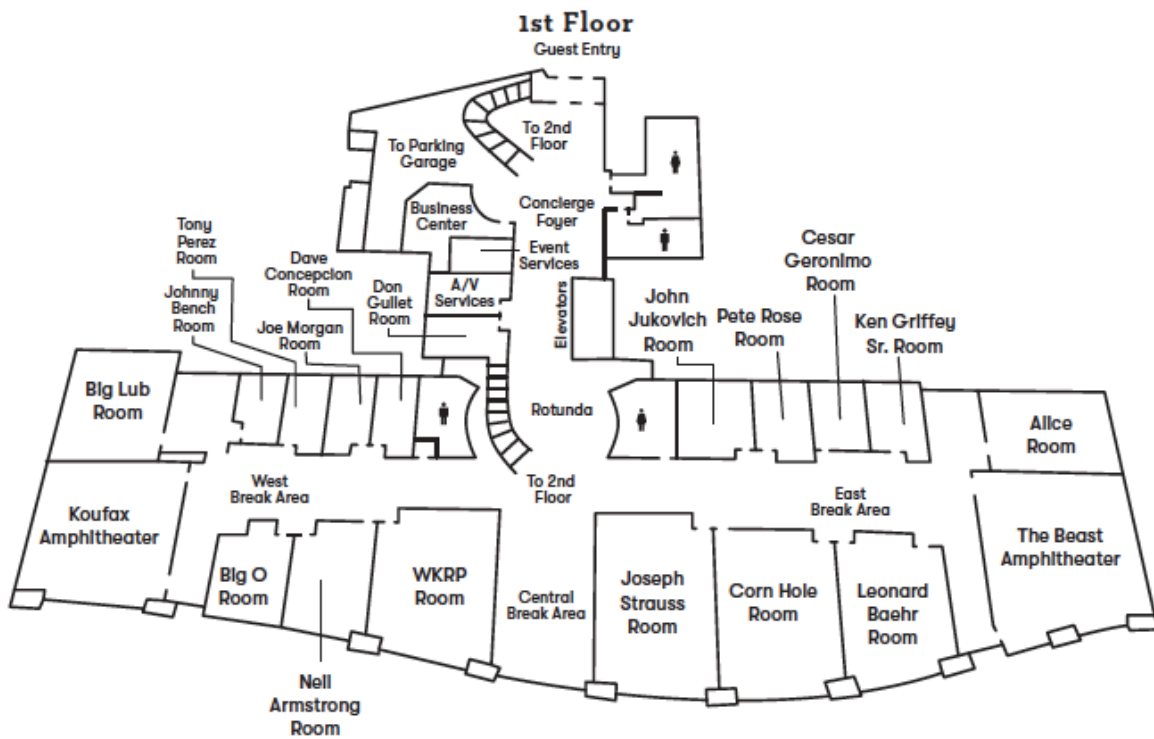 1st Floor
Guest Entry
To 2nd
Floor
To Parking
Garage
Business
Center
Concierge
Foyer
Event
Services
A/V
Services
Elevators
Tony
Perez
Room
Dave
Concepcion
Room
Don
Gullet
Room
Johnny
Bench
Room
Joe Morgan
Room
Cesar
Geronimo
Room
John
Jukovich
Room
Pete Rose
Room
Ken Griffey
Sr. Room
Big Lub
Room
Rotunda
Alice
Room
To 2nd
Floor
West
Break Area
East
Break Area
Koufax
Amphitheater
The Beast
Amphitheater
Big O
Room
WKRP
Room
Central
Break Area
Joseph
Strauss
Room
Corn Hole
Room
Leonard
Baehr
Room
Neil
Armstrong
Room